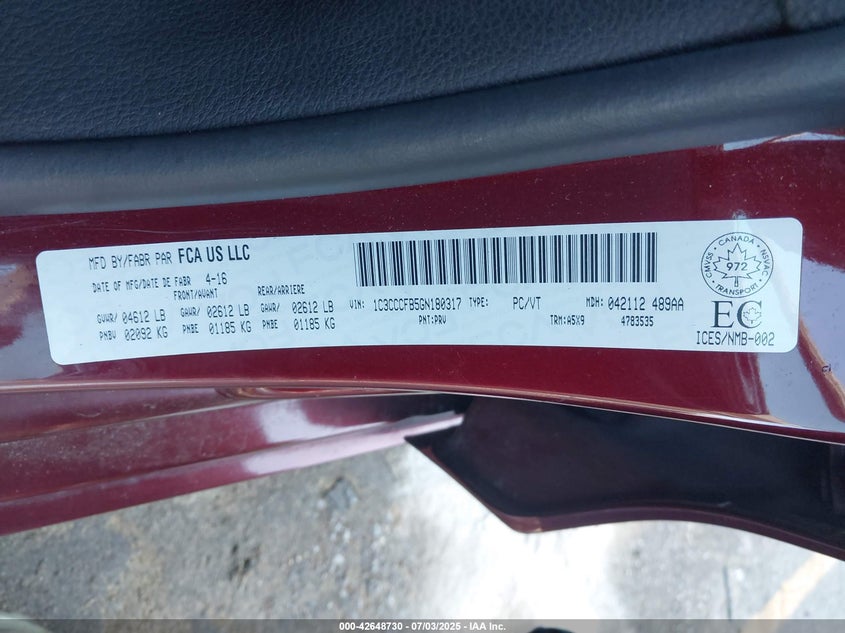 MFD BY/FABR PAR FCA US LLC
DATE OF MFG/DATE DE FABR 4-16
FRONT/AVANT REAR/ARRIERE
GVWR/ 04612 LB GAWR/ 02612 LB GAWR/ 02612 LB
PNBV 02092 KG PNBE 01185 KG PNBE 01185 KG
VIN: 1C3CCCFB5GN180317 TYPE: PC/VT MDH: 042112 489AA
PNT:PRV TRM:A5X9 4783535
CMVSS CANADA NSVAC
972
TRANSPORT
EC
ICES/NMB-002
000-42648730 - 07/03/2025 - IAA Inc.